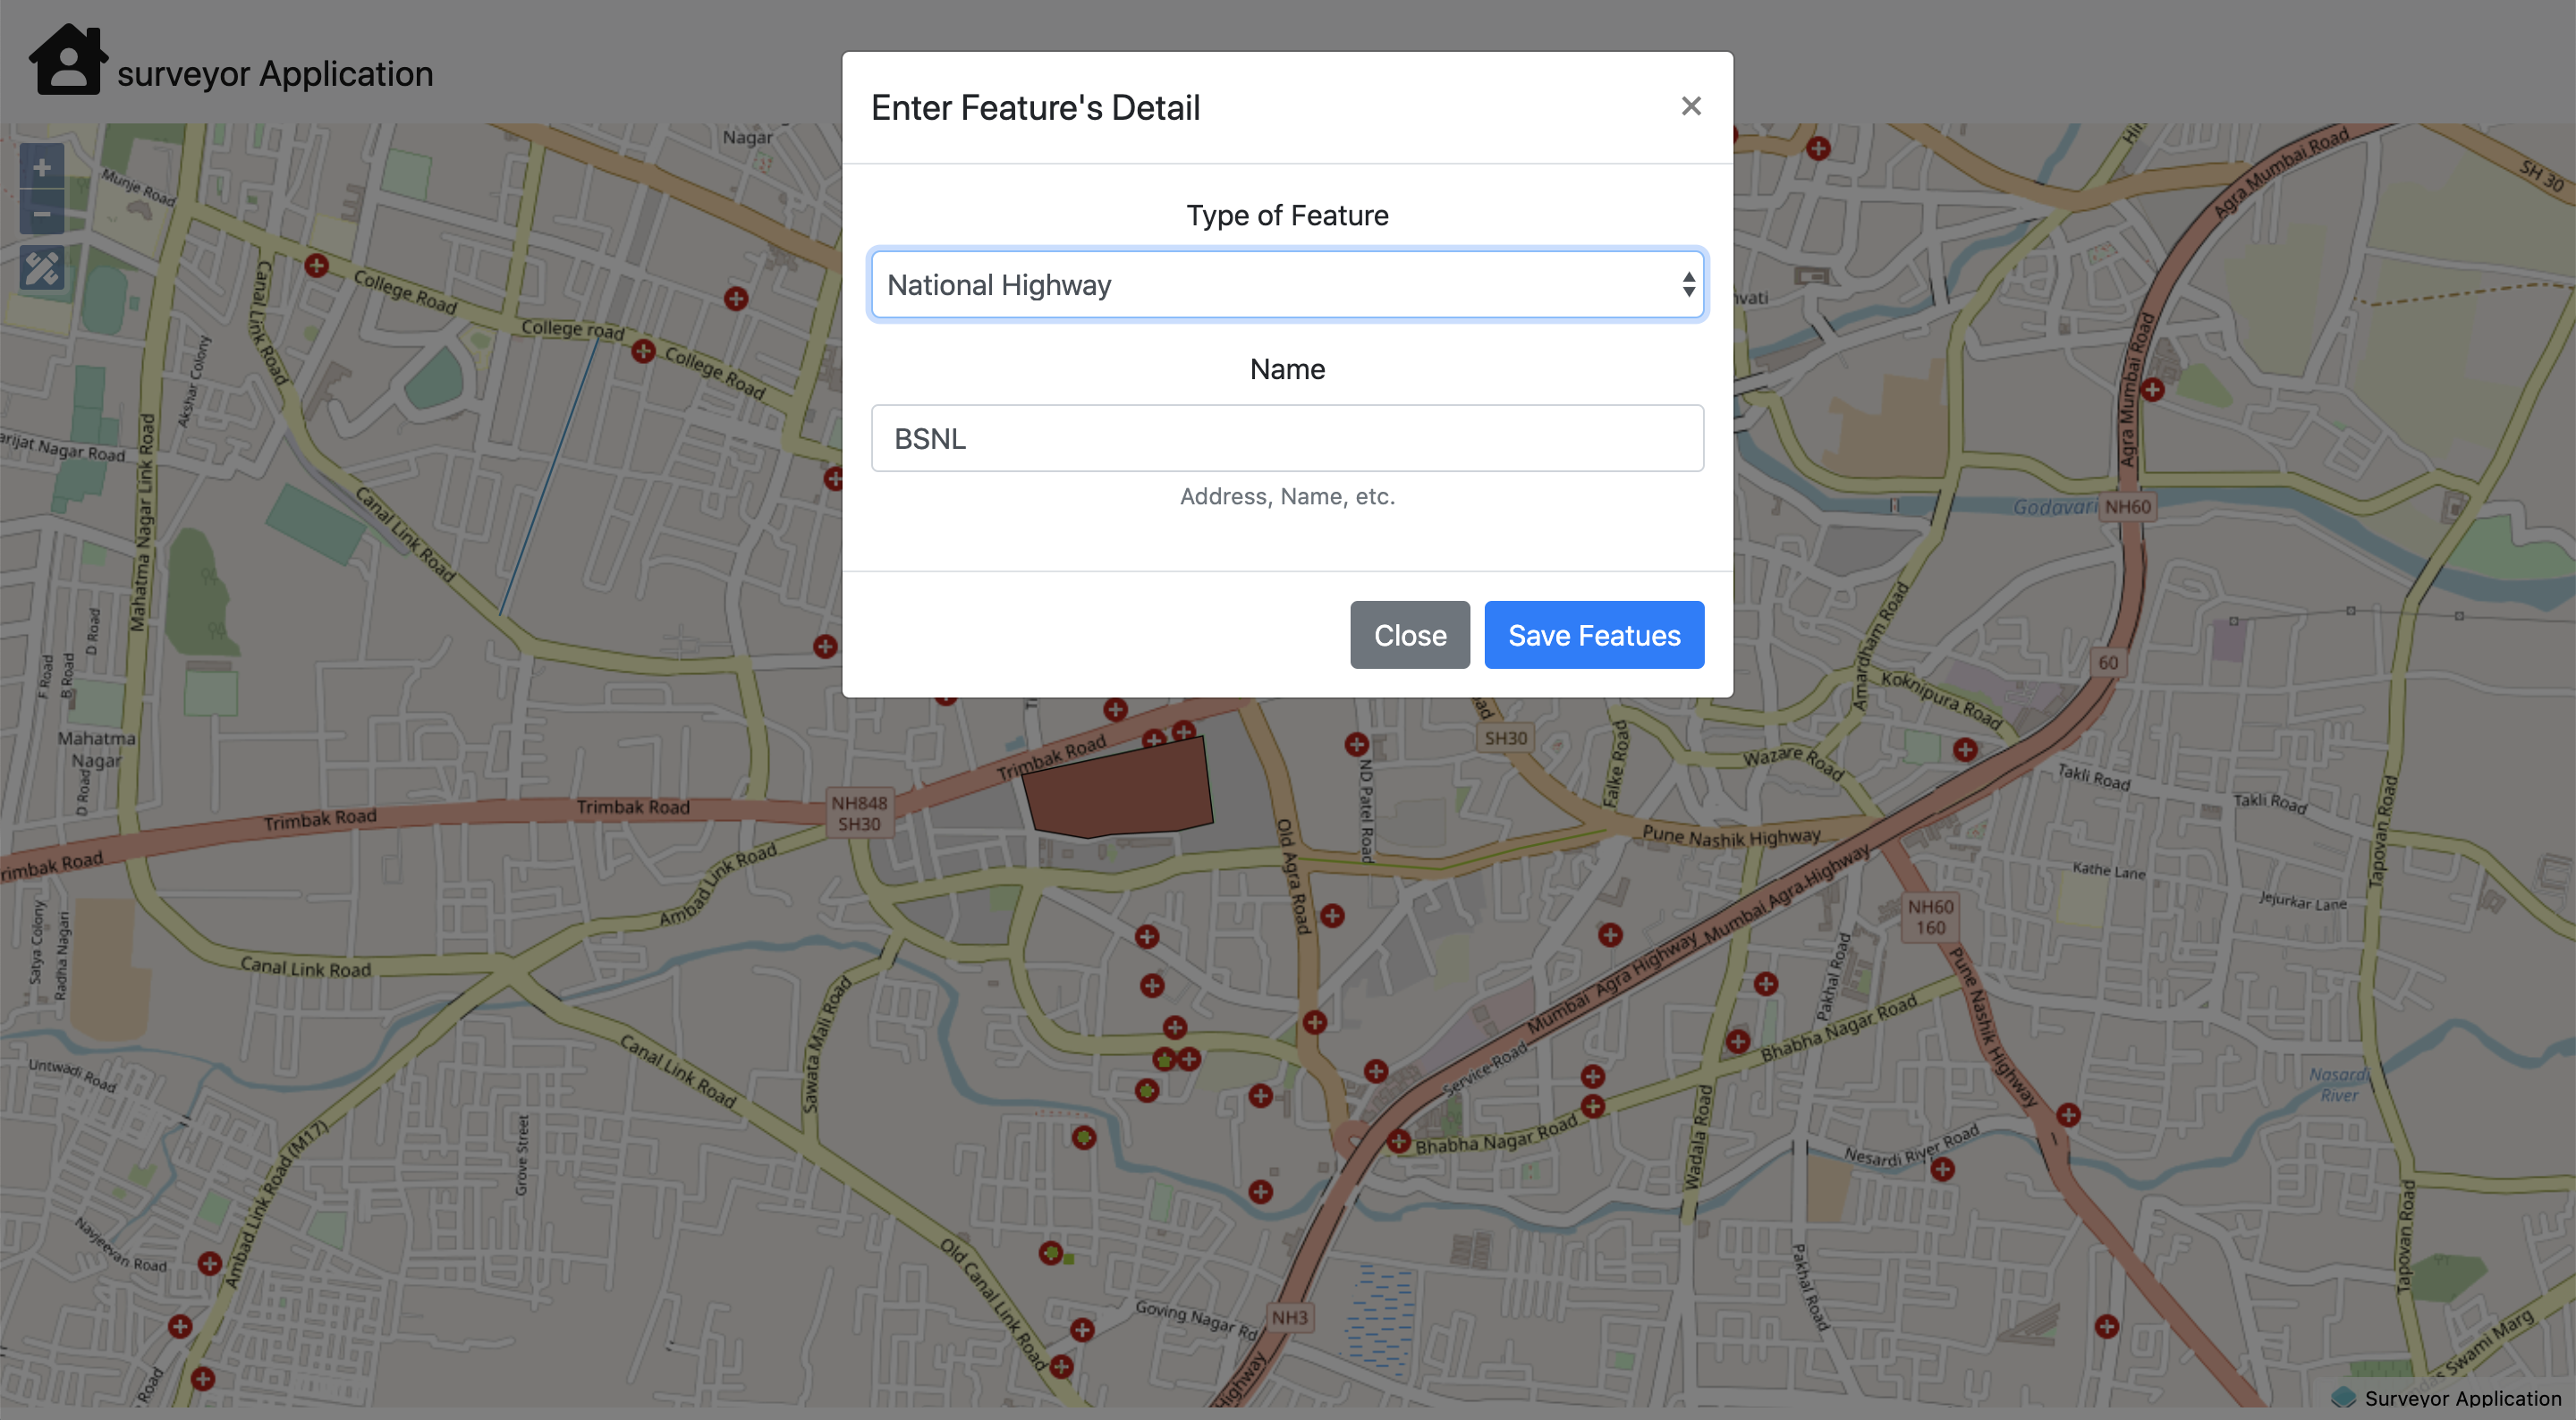 surveyor Application
Enter Feature's Detail
×
Type of Feature
National Highway
Name
BSNL
Address, Name, etc.
Close
Save Featues
+
−
Nagar
Munje Road
College Road
College road
College Road
Canal Link Road
Akshar Colony
arijat Nagar Road
Mahatma Nagar Link Road
Canal Link Road
D Road
B Road
F Road
Mahatma
Nagar
D Road
Trimbak Road
Trimbak Road
Trimbak Road
rimbak Road
NH848
SH30
Ambad Link Road
Satya Colony
Radha Nagari
Canal Link Road
Canal Link Road
Sawata Mali Road
Untwadi Road
Grove Street
Ambad Link Road (M17)
Navjeevan Road
Road
Old Canal Link Road
Goving Nagar Rd
NH3
Highway
Old Agra Road
ND Patel Road
ad
SH30
Falke Road
Wazare Road
Koknipura Road
Amardham Road
Pune Nashik Highway
Mumbai Agra Highway
Mumbai Agra Highway
Service Road
Bhabha Nagar Road
Bhabha Nagar Road
Wadala Road
Pakhal Road
Pakhal Road
Nesardi River Road
Pune Nashik Highway
NH60
160
Kathe Lane
Jejurkar Lane
Takli Road
Takli Road
Tapovan Road
Tapovan Road
Nasardi
River
60
NH60
Godavari
Agra Mumbai Road
Agra Mumbai Road
SH 30
Hir
vati
s Swami Marg
Surveyor Application